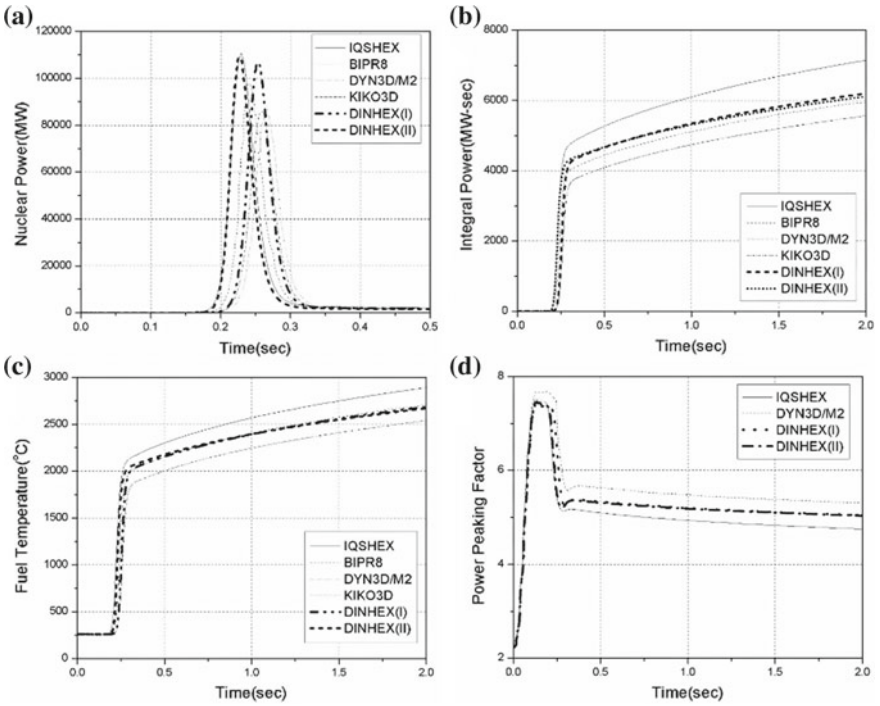 (a)
120000
100000
80000
60000
40000
20000
0
Nuclear Power(MW)
IQSHEX
BIPR8
DYN3D/M2
KIKO3D
DINHEX(I)
DINHEX(II)
0.0 0.1 0.2 0.3 0.4 0.5
Time(sec)
(b)
8000
6000
4000
2000
0
Integral Power(MW-sec)
IQSHEX
BIPR8
DYN3D/M2
KIKO3D
DINHEX(I)
DINHEX(II)
0.0 0.5 1.0 1.5 2.0
Time(sec)
(c)
3000
2500
2000
1500
1000
500
0
Fuel Temperature(°C)
IQSHEX
BIPR8
DYN3D/M2
KIKO3D
DINHEX(I)
DINHEX(II)
0.0 0.5 1.0 1.5 2.0
Time(sec)
(d)
8
6
4
2
Power Peaking Factor
IQSHEX
DYN3D/M2
DINHEX(I)
DINHEX(II)
0.0 0.5 1.0 1.5 2.0
Time(sec)